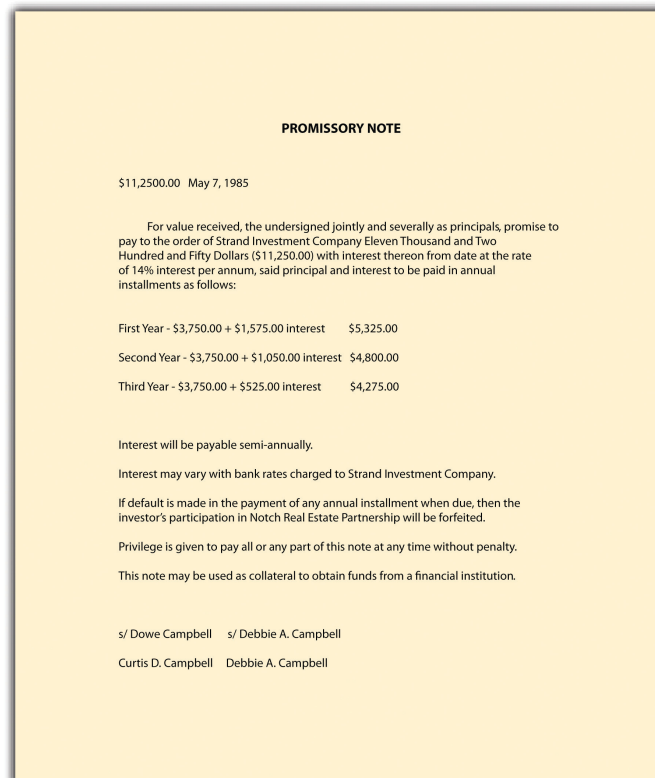 PROMISSORY NOTE
$11,2500.00 May 7, 1985
For value received, the undersigned jointly and severally as principals, promise to
pay to the order of Strand Investment Company Eleven Thousand and Two
Hundred and Fifty Dollars ($11,250.00) with interest thereon from date at the rate
of 14% interest per annum, said principal and interest to be paid in annual
installments as follows:
First Year - $3,750.00 + $1,575.00 interest $5,325.00
Second Year - $3,750.00 + $1,050.00 interest $4,800.00
Third Year - $3,750.00 + $525.00 interest $4,275.00
Interest will be payable semi-annually.
Interest may vary with bank rates charged to Strand Investment Company.
If default is made in the payment of any annual installment when due, then the
investor's participation in Notch Real Estate Partnership will be forfeited.
Privilege is given to pay all or any part of this note at any time without penalty.
This note may be used as collateral to obtain funds from a financial institution.
s/ Dowe Campbell s/ Debbie A. Campbell
Curtis D. Campbell Debbie A. Campbell